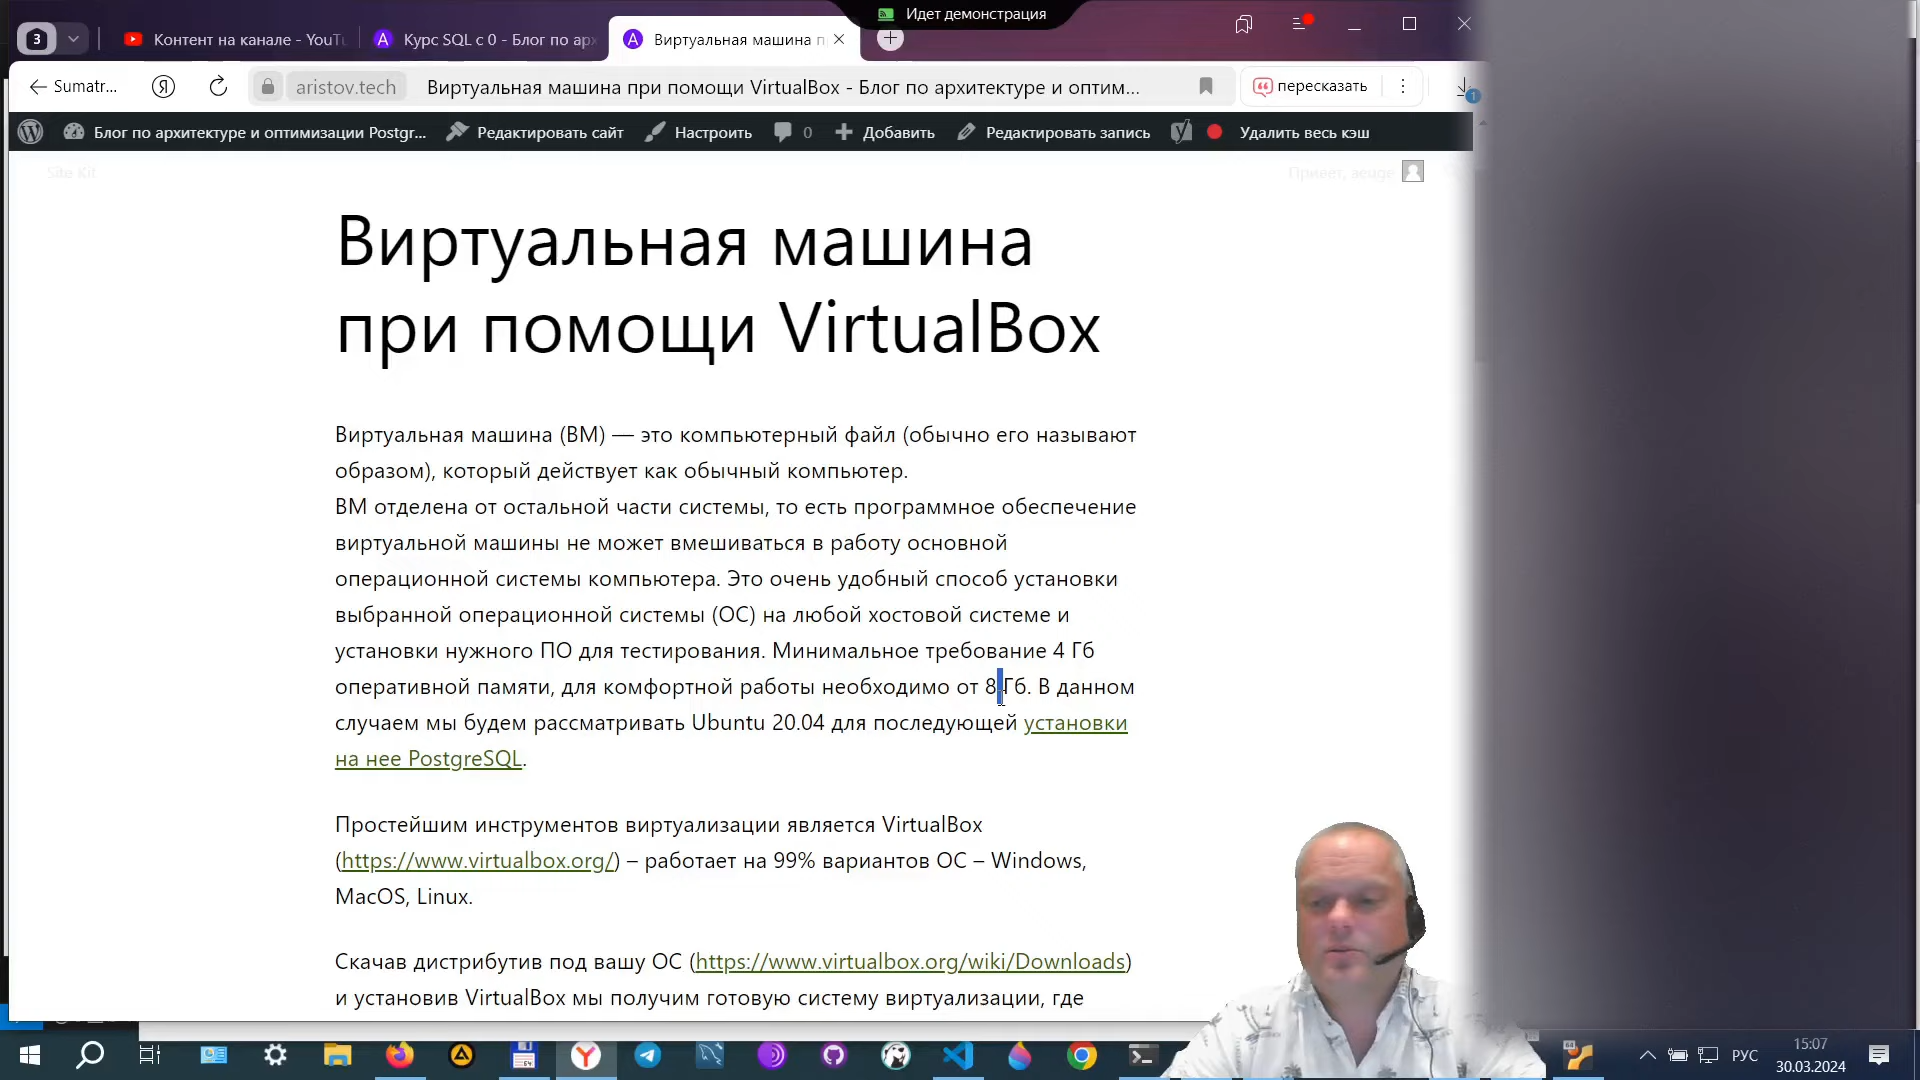 Идет демонстрация
3
Контент на канале - YouTu
Курс SQL с 0 - Блог по арх
Виртуальная машина п
Sumatr...
aristov.tech
Виртуальная машина при помощи VirtualBox - Блог по архитектуре и оптим...
пересказать
1
Блог по архитектуре и оптимизации Postgr...
Редактировать сайт
Настроить
0
Добавить
Редактировать запись
Удалить весь кэш
Site Kit
Привет, aeuge
Виртуальная машина
при помощи VirtualBox
Виртуальная машина (ВМ) — это компьютерный файл (обычно его называют
образом), который действует как обычный компьютер.
ВМ отделена от остальной части системы, то есть программное обеспечение
виртуальной машины не может вмешиваться в работу основной
операционной системы компьютера. Это очень удобный способ установки
выбранной операционной системы (ОС) на любой хостовой системе и
установки нужного ПО для тестирования. Минимальное требование 4 Гб
оперативной памяти, для комфортной работы необходимо от 8 Гб. В данном
случаем мы будем рассматривать Ubuntu 20.04 для последующей установки
на нее PostgreSQL.
Простейшим инструментов виртуализации является VirtualBox
(https://www.virtualbox.org/) – работает на 99% вариантов ОС – Windows,
MacOS, Linux.
Скачав дистрибутив под вашу ОС (https://www.virtualbox.org/wiki/Downloads)
и установив VirtualBox мы получим готовую систему виртуализации, где
РУС
15:07
30.03.2024